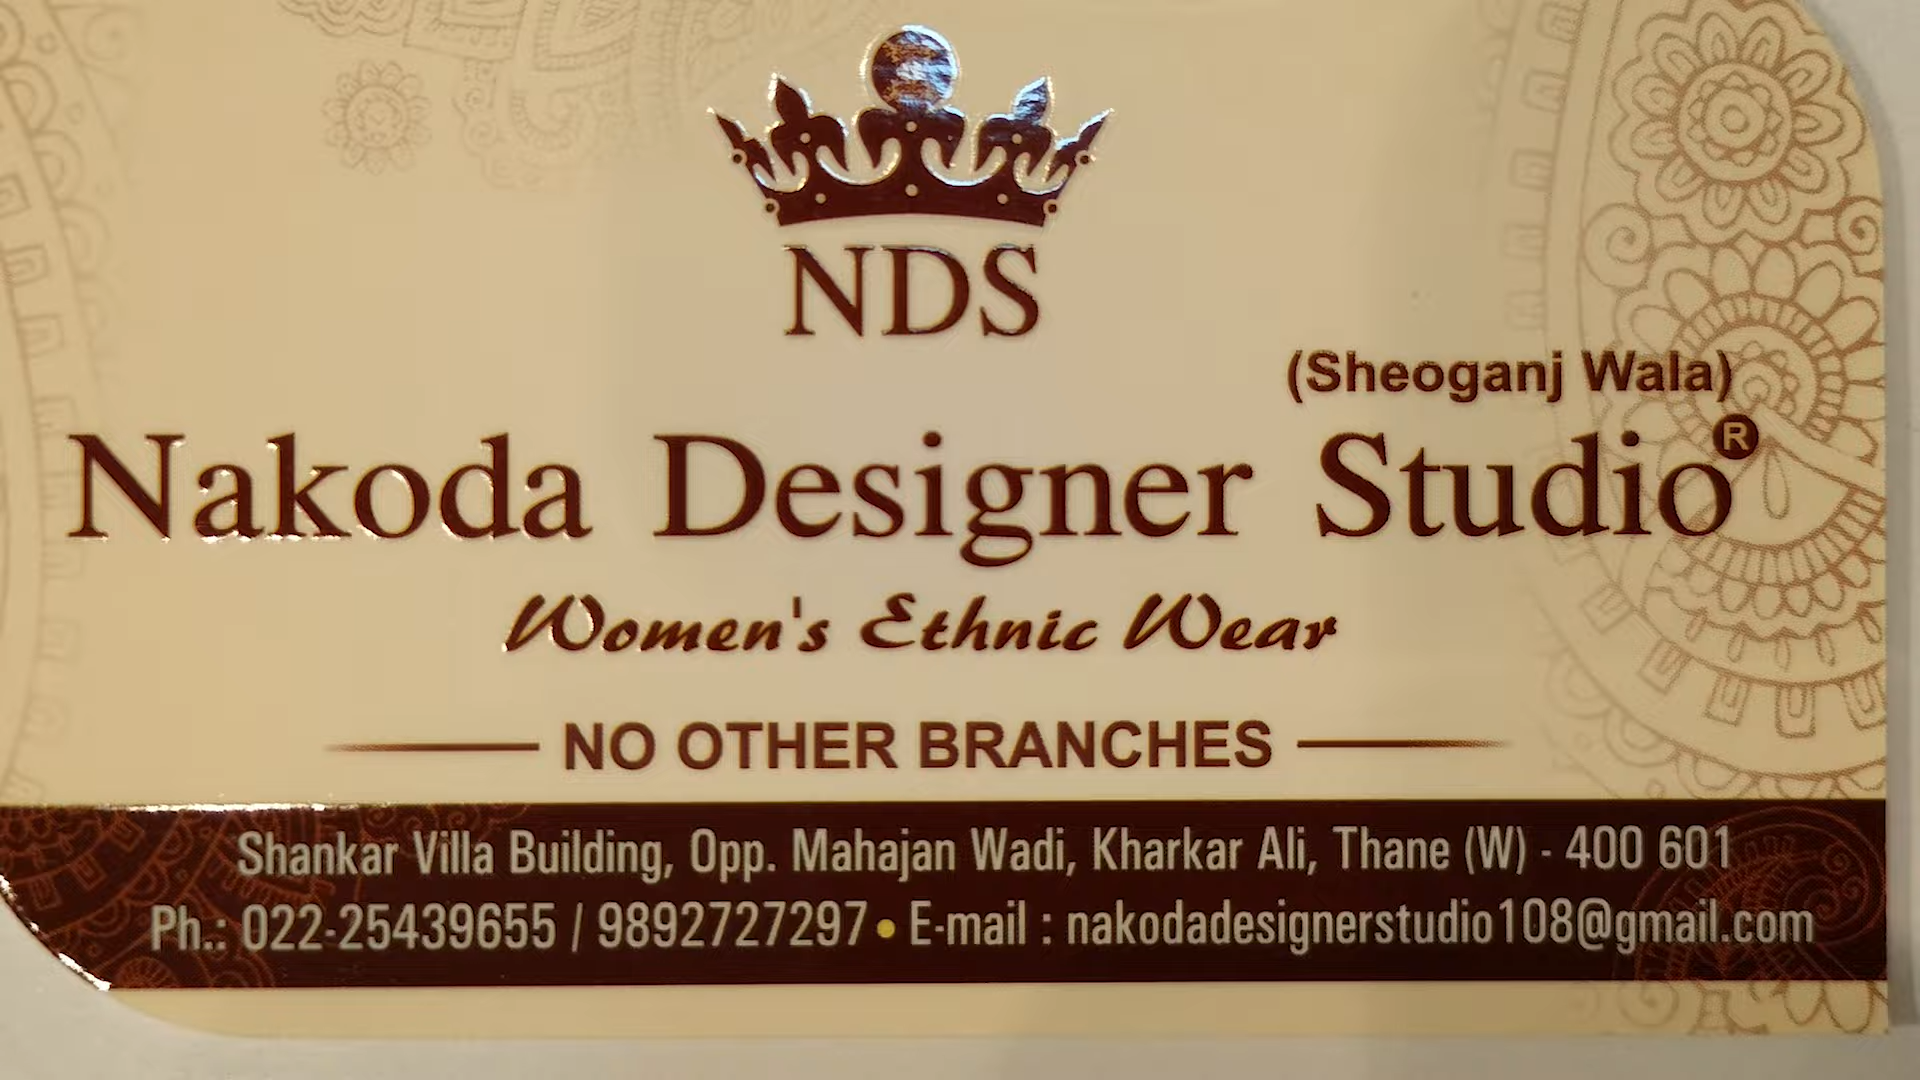 NDS
(Sheoganj Wala)
Nakoda Designer Studio®
Women's Ethnic Wear
NO OTHER BRANCHES
Shankar Villa Building, Opp. Mahajan Wadi, Kharkar Ali, Thane (W) - 400 601
Ph.: 022-25439655 / 9892727297 • E-mail : nakodadesignerstudio108@gmail.com